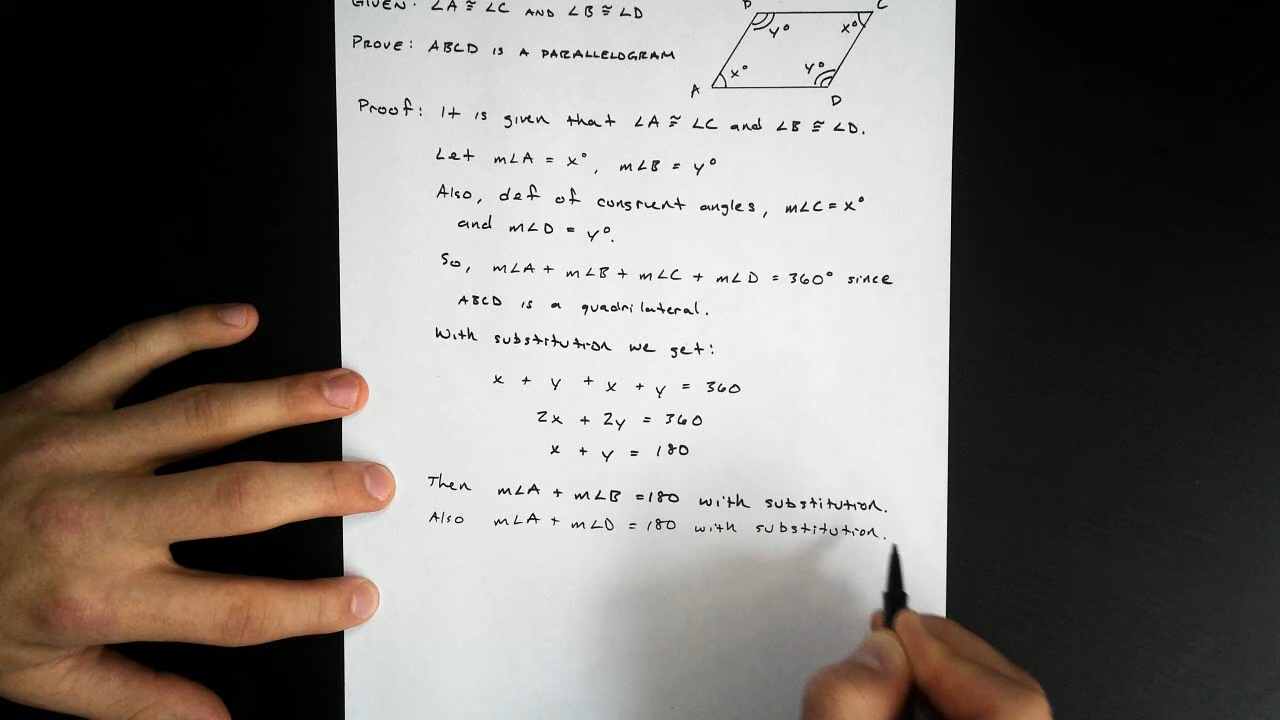 GIVEN: ∠A ≅ ∠C AND ∠B ≅ ∠D
PROVE: ABCD IS A PARALLELOGRAM
B C
y° x°
x° y°
A D
Proof: It is given that ∠A ≅ ∠C and ∠B ≅ ∠D.
Let m∠A = x°, m∠B = y°
Also, def of congruent angles, m∠C = x°
and m∠D = y°.
So, m∠A + m∠B + m∠C + m∠D = 360° since
ABCD is a quadrilateral.
With substitution we get:
x + y + x + y = 360
2x + 2y = 360
x + y = 180
Then m∠A + m∠B = 180 with substitution.
Also m∠A + m∠D = 180 with substitution.